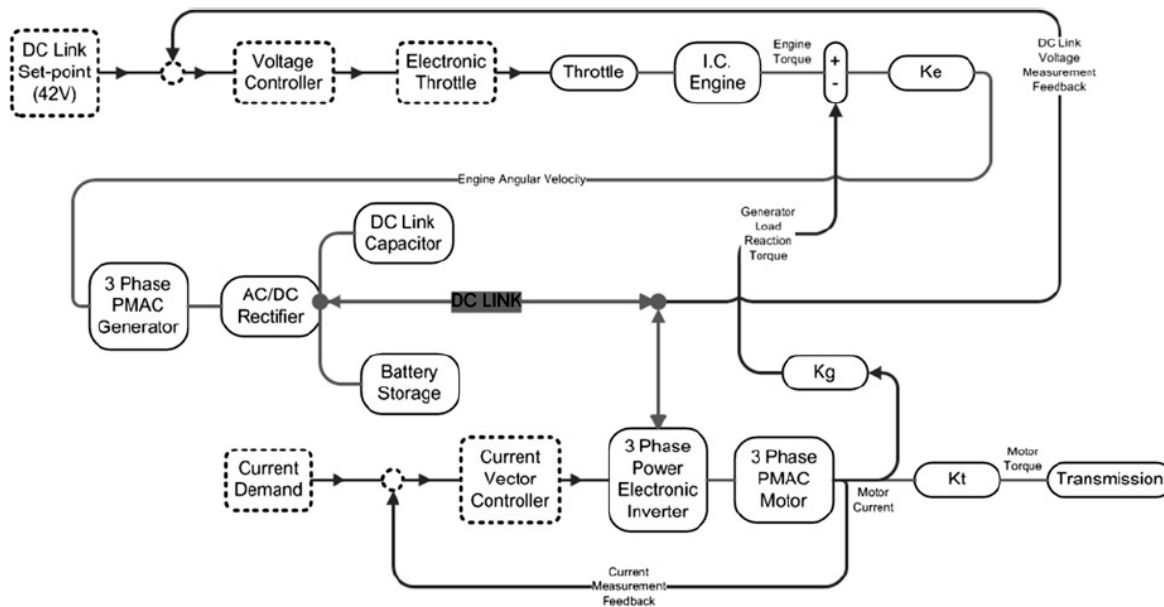 DC Link
Set-point
(42V)
Voltage
Controller
Electronic
Throttle
Throttle
I.C.
Engine
Engine
Torque
+
-
Ke
DC Link
Voltage
Measurement
Feedback
Engine Angular Velocity
DC Link
Capacitor
Generator
Load
Reaction
Torque
3 Phase
PMAC
Generator
AC/DC
Rectifier
DC LINK
Battery
Storage
Kg
Current
Demand
Current
Vector
Controller
3 Phase
Power
Electronic
Inverter
3 Phase
PMAC
Motor
Motor
Current
Kt
Motor
Torque
Transmission
Current
Measurement
Feedback